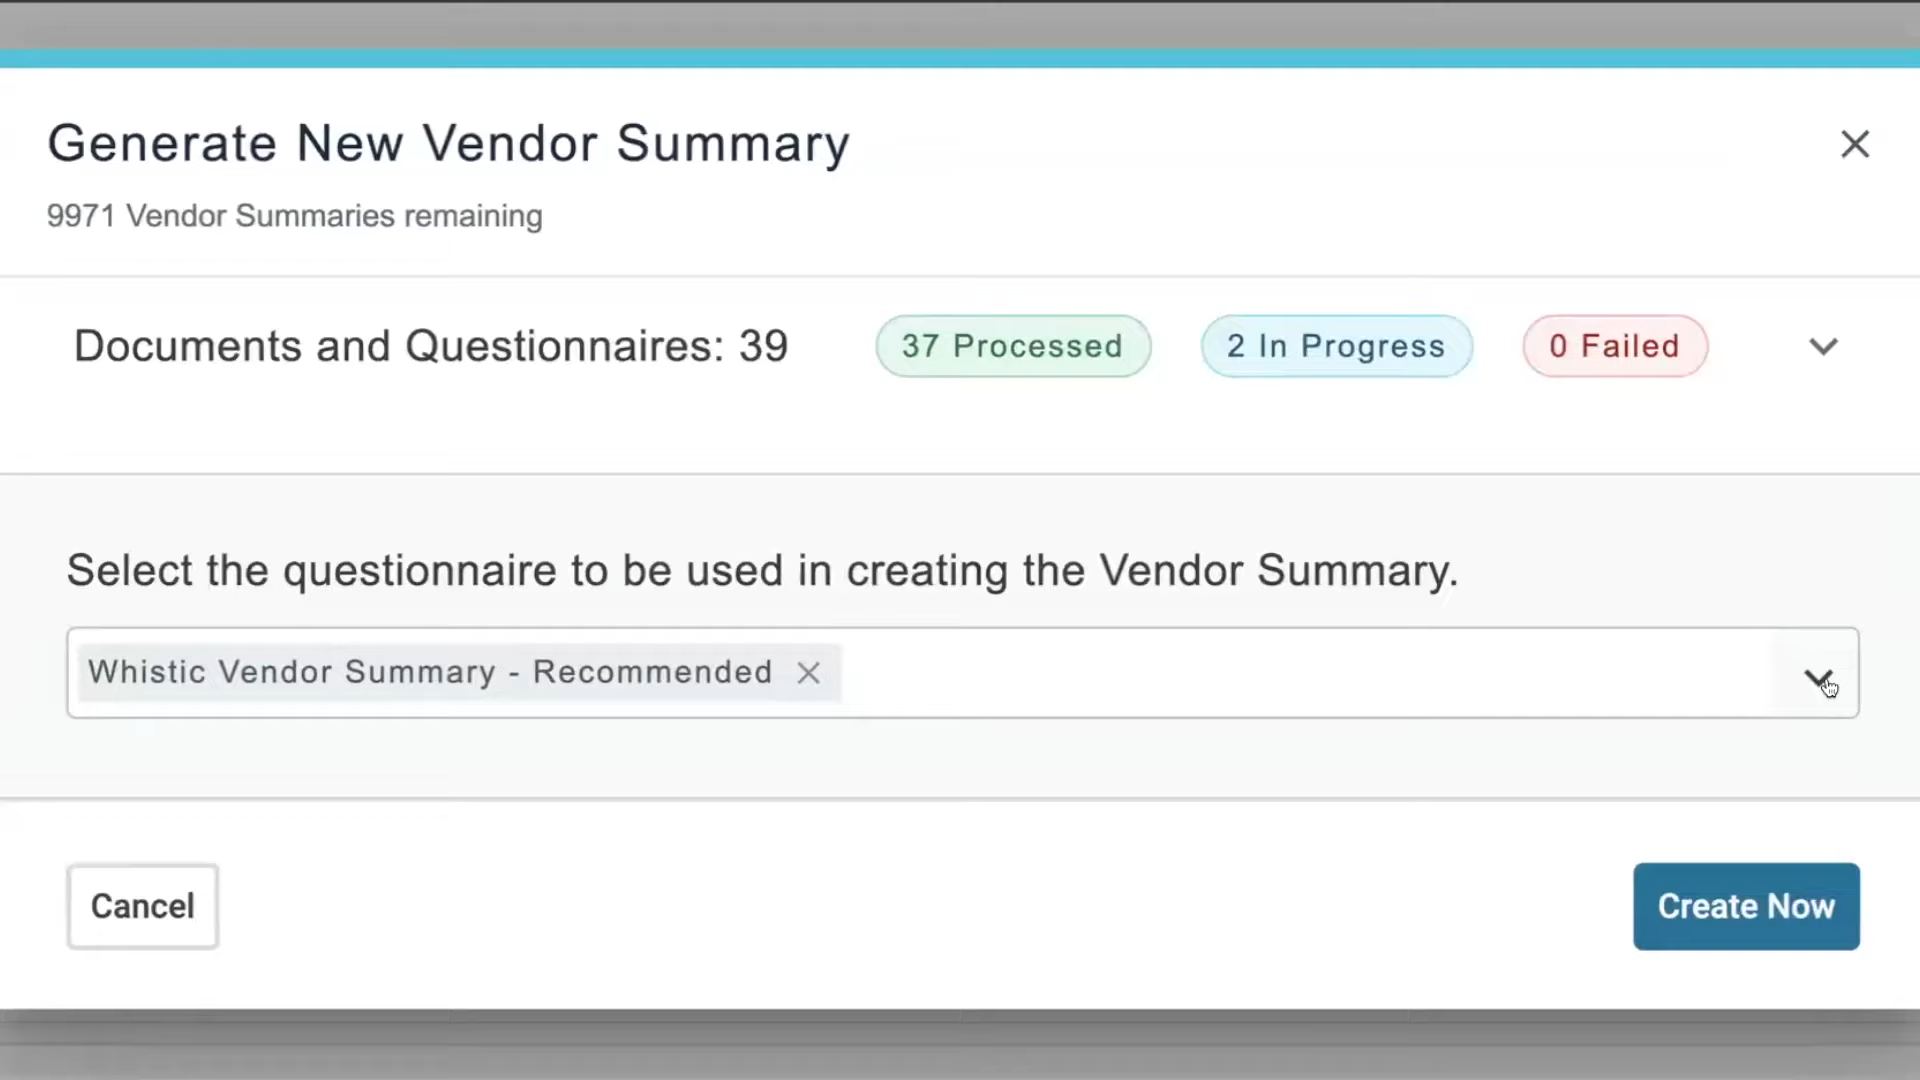 Generate New Vendor Summary
9971 Vendor Summaries remaining
Documents and Questionnaires: 39 37 Processed 2 In Progress 0 Failed
Select the questionnaire to be used in creating the Vendor Summary.
Whistic Vendor Summary - Recommended
Cancel Create Now